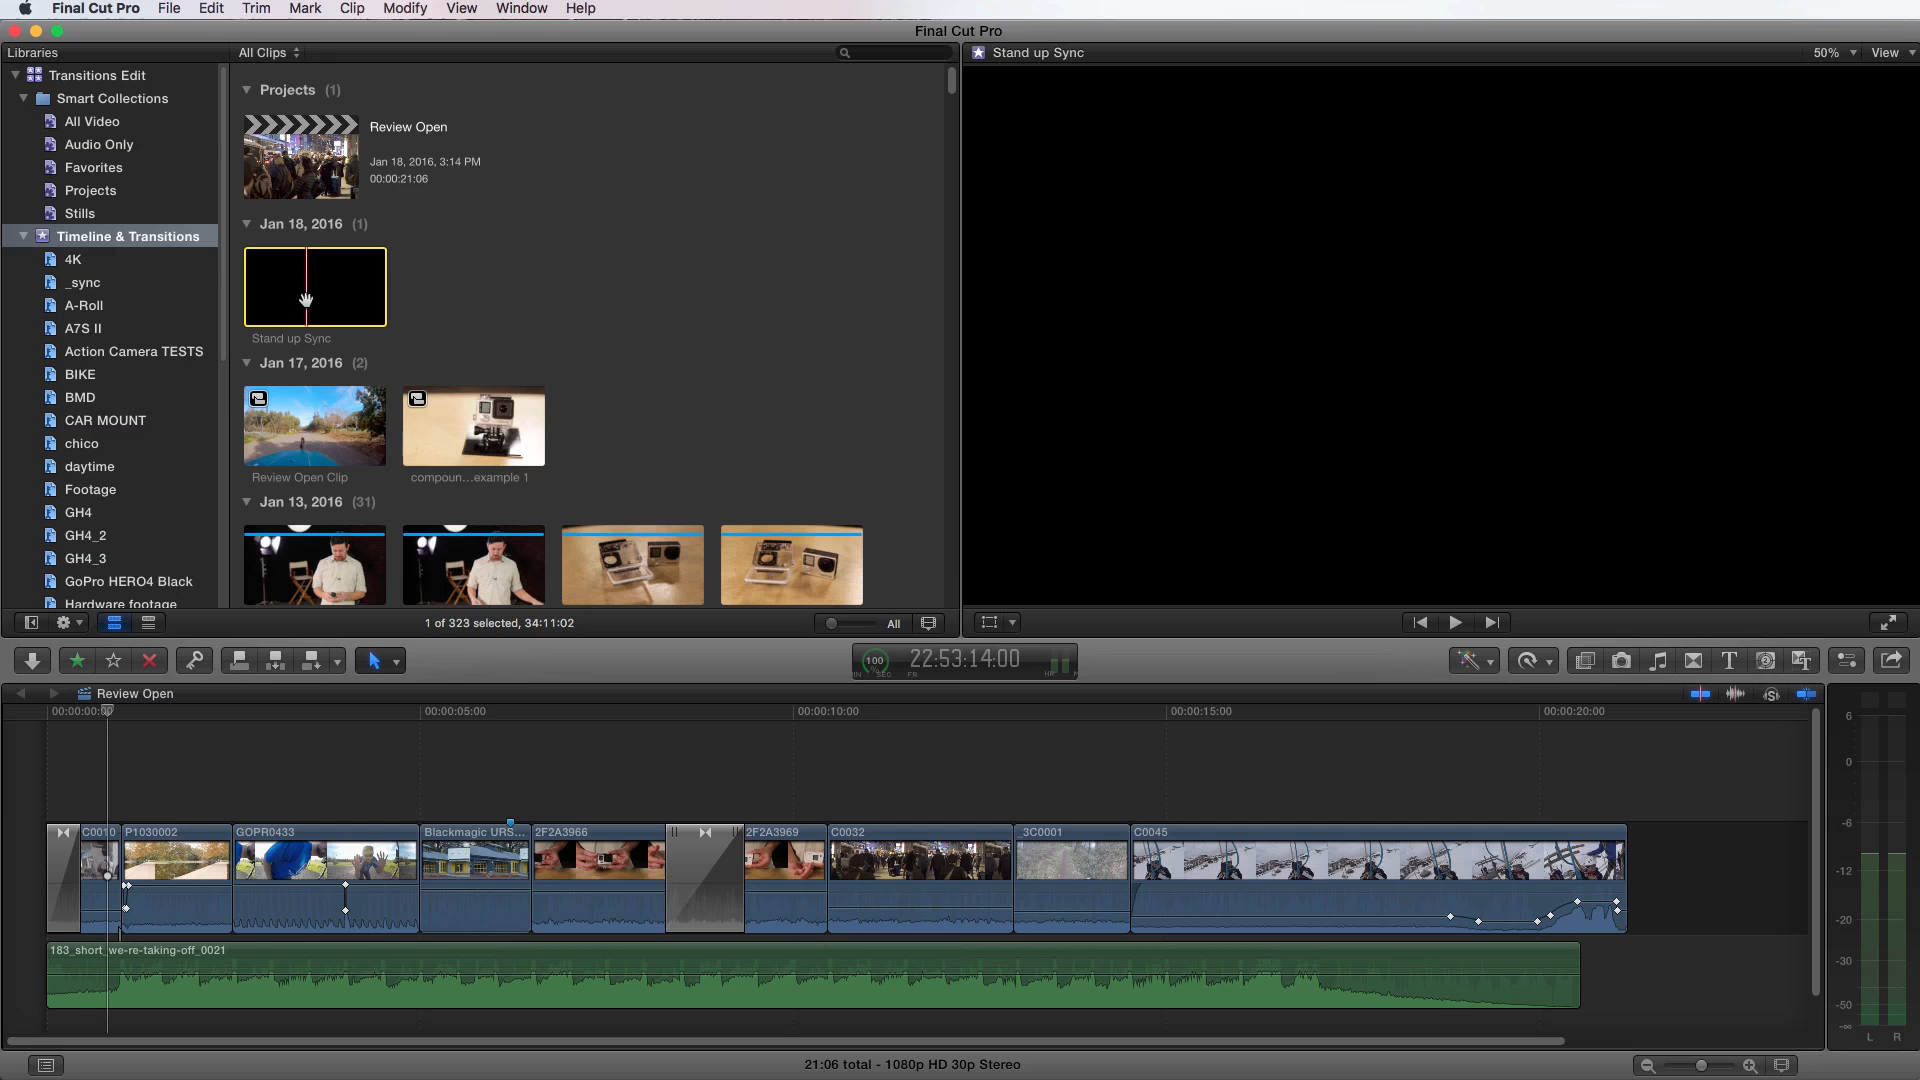 Final Cut Pro File Edit Trim Mark Clip Modify View Window Help
Final Cut Pro
Libraries
All Clips
Stand up Sync
50%
View
Transitions Edit
Smart Collections
All Video
Audio Only
Favorites
Projects
Stills
Timeline & Transitions
4K
_sync
A-Roll
A7S II
Action Camera TESTS
BIKE
BMD
CAR MOUNT
chico
daytime
Footage
GH4
GH4_2
GH4_3
GoPro HERO4 Black
Hardware footage
Projects (1)
Review Open
Jan 18, 2016, 3:14 PM
00:00:21:06
Jan 18, 2016 (1)
Stand up Sync
Jan 17, 2016 (2)
Review Open Clip
compoun...example 1
Jan 13, 2016 (31)
1 of 323 selected, 34:11:02
All
100
22:53:14:00
HR MIN SEC FR
Review Open
00:00:05:00
00:00:10:00
00:00:15:00
00:00:20:00
C0010
P1030002
GOPR0433
Blackmagic URS...
2F2A3966
2F2A3969
C0032
_3C0001
C0045
183_short_we-re-taking-off_0021
6
0
-6
-12
-20
-30
-50
-∞
L R
21:06 total - 1080p HD 30p Stereo